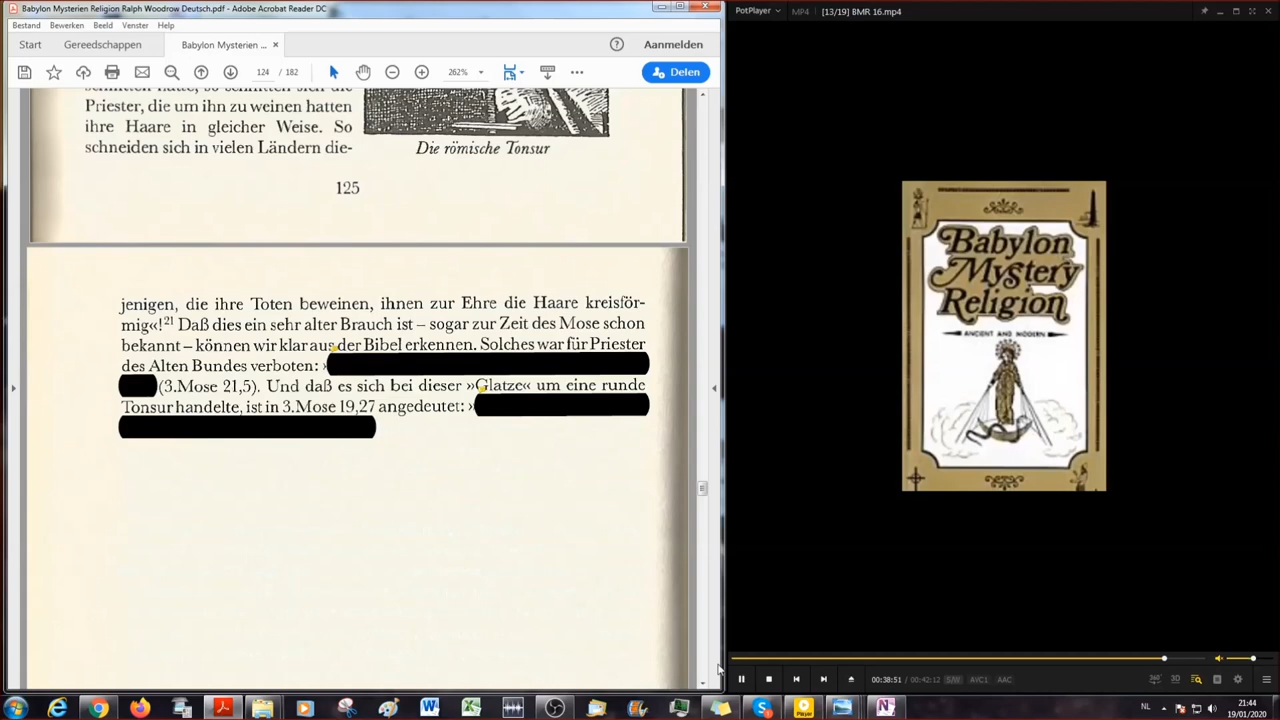 Babylon Mysterien Religion Ralph Woodrow Deutsch.pdf - Adobe Acrobat Reader DC
Bestand Bewerken Beeld Venster Help
Start Gereedschappen Babylon Mysterien ... × Aanmelden
124 / 182 262% Delen
Priester, die um ihn zu weinen hatten
ihre Haare in gleicher Weise. So
schneiden sich in vielen Ländern die-
Die römische Tonsur
125
jenigen, die ihre Toten beweinen, ihnen zur Ehre die Haare kreisför-
mig«!21 Daß dies ein sehr alter Brauch ist – sogar zur Zeit des Mose schon
bekannt – können wir klar aus der Bibel erkennen. Solches war für Priester
des Alten Bundes verboten: ›
(3.Mose 21,5). Und daß es sich bei dieser »Glatze« um eine runde
Tonsur handelte, ist in 3.Mose 19,27 angedeutet: ›
PotPlayer MP4 [13/19] BMR 16.mp4
Babylon
Mystery
Religion
ANCIENT AND MODERN
00:38:51 / 00:42:12 S/W AVC1 AAC
360° 3D
Player
NL 21:44
19/01/2020